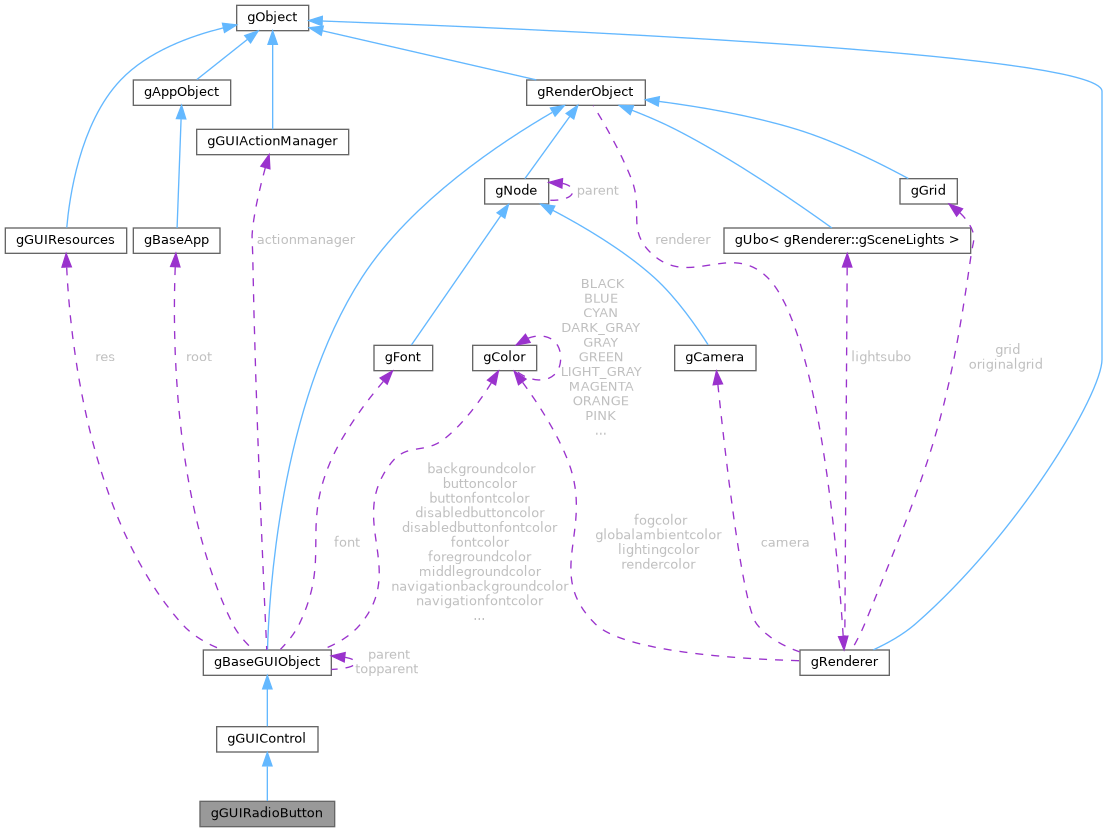 gObject
gAppObject
gRenderObject
gGUIActionManager
gNode
parent
gGrid
gGUIResources
gBaseApp
actionmanager
renderer
gUbo< gRenderer::gSceneLights >
BLACK
BLUE
CYAN
DARK_GRAY
GRAY
GREEN
LIGHT_GRAY
MAGENTA
ORANGE
PINK
...
res
root
gFont
gColor
gCamera
lightsubo
grid
originalgrid
backgroundcolor
buttoncolor
buttonfontcolor
disabledbuttoncolor
disabledbuttonfontcolor
fontcolor
foregroundcolor
middlegroundcolor
navigationbackgroundcolor
navigationfontcolor
...
font
fogcolor
globalambientcolor
lightingcolor
rendercolor
camera
gBaseGUIObject
parent
topparent
gRenderer
gGUIControl
gGUIRadioButton